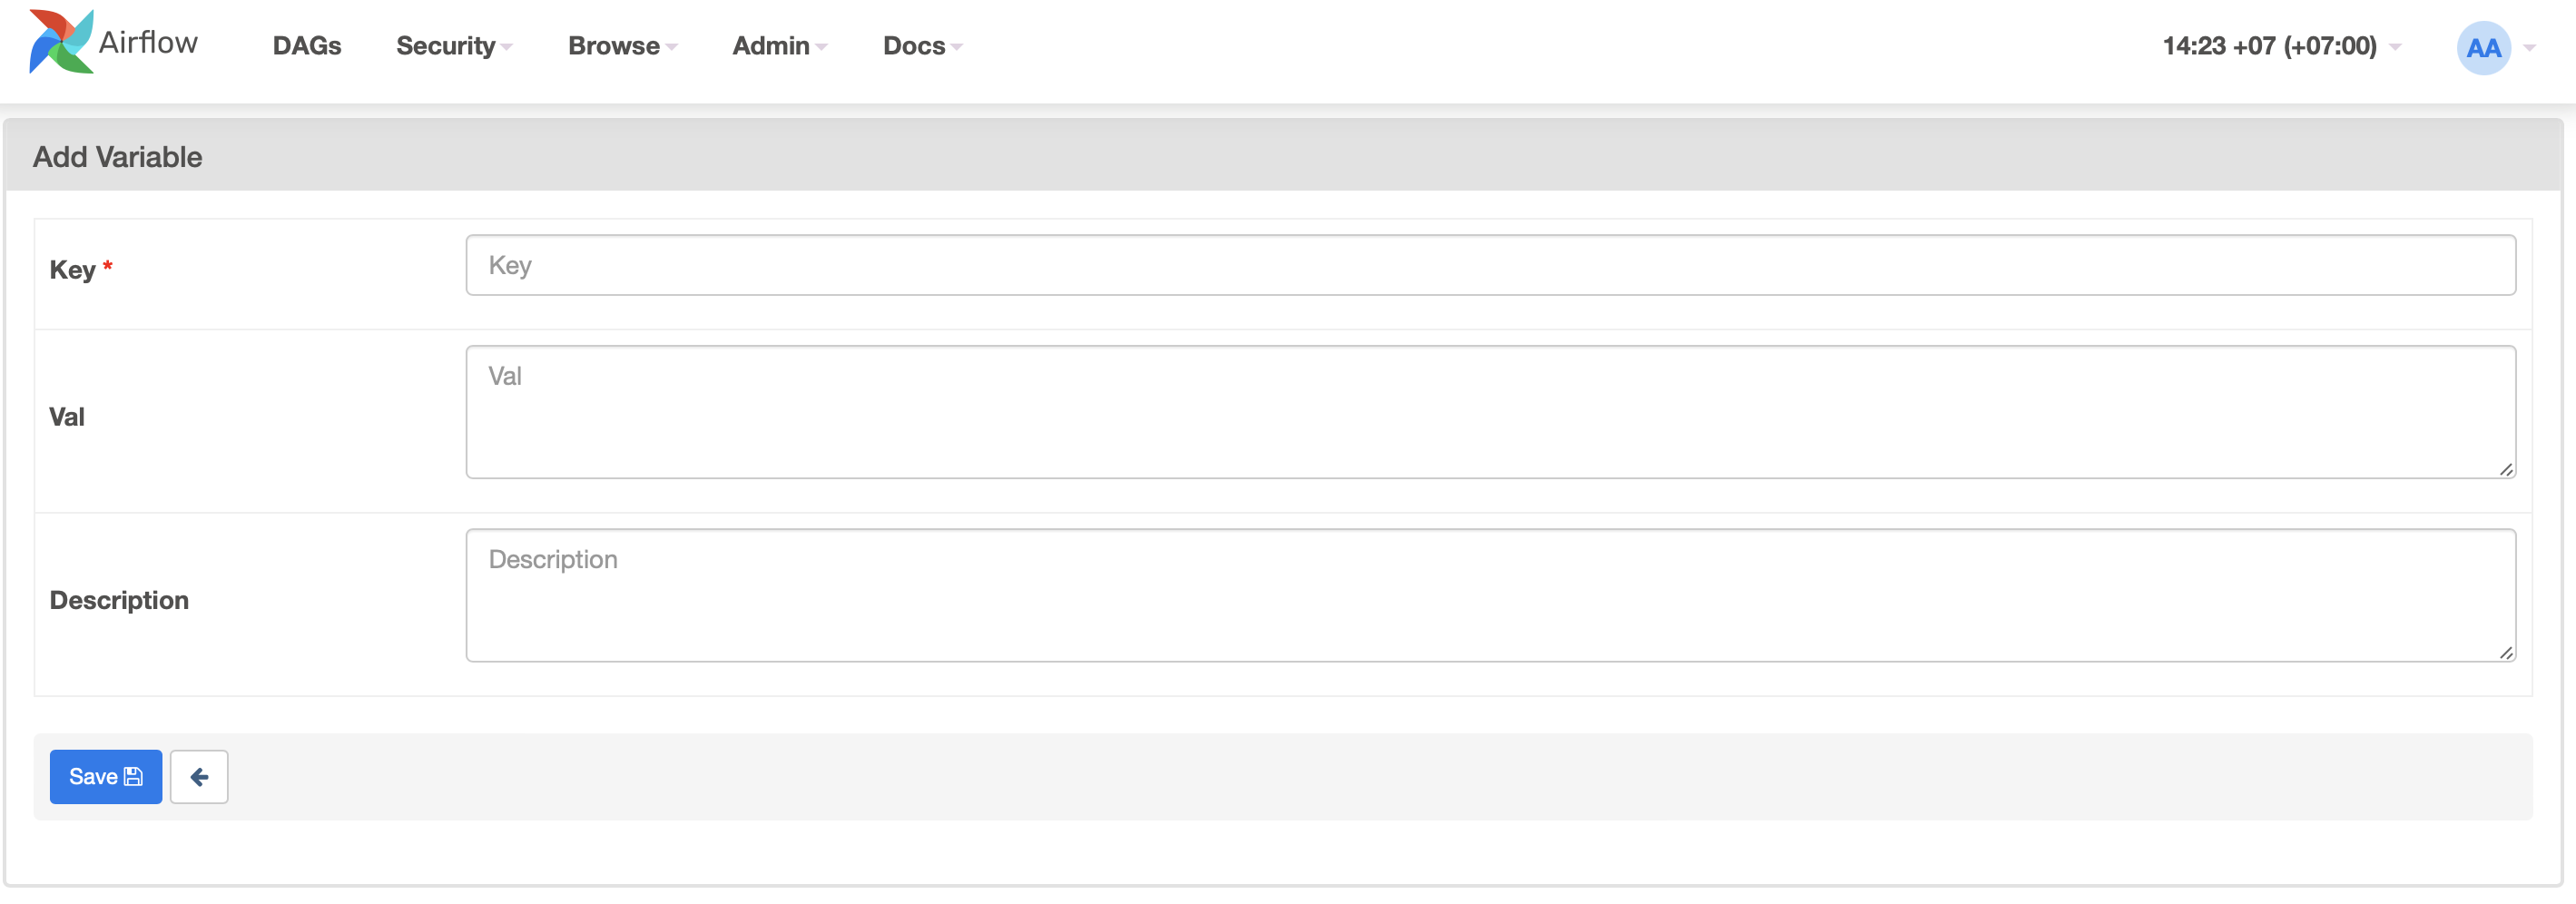 Airflow DAGs Security Browse Admin Docs 14:23 +07 (+07:00) AA
Add Variable
Key * Key
Val
Val
Description
Description
Save